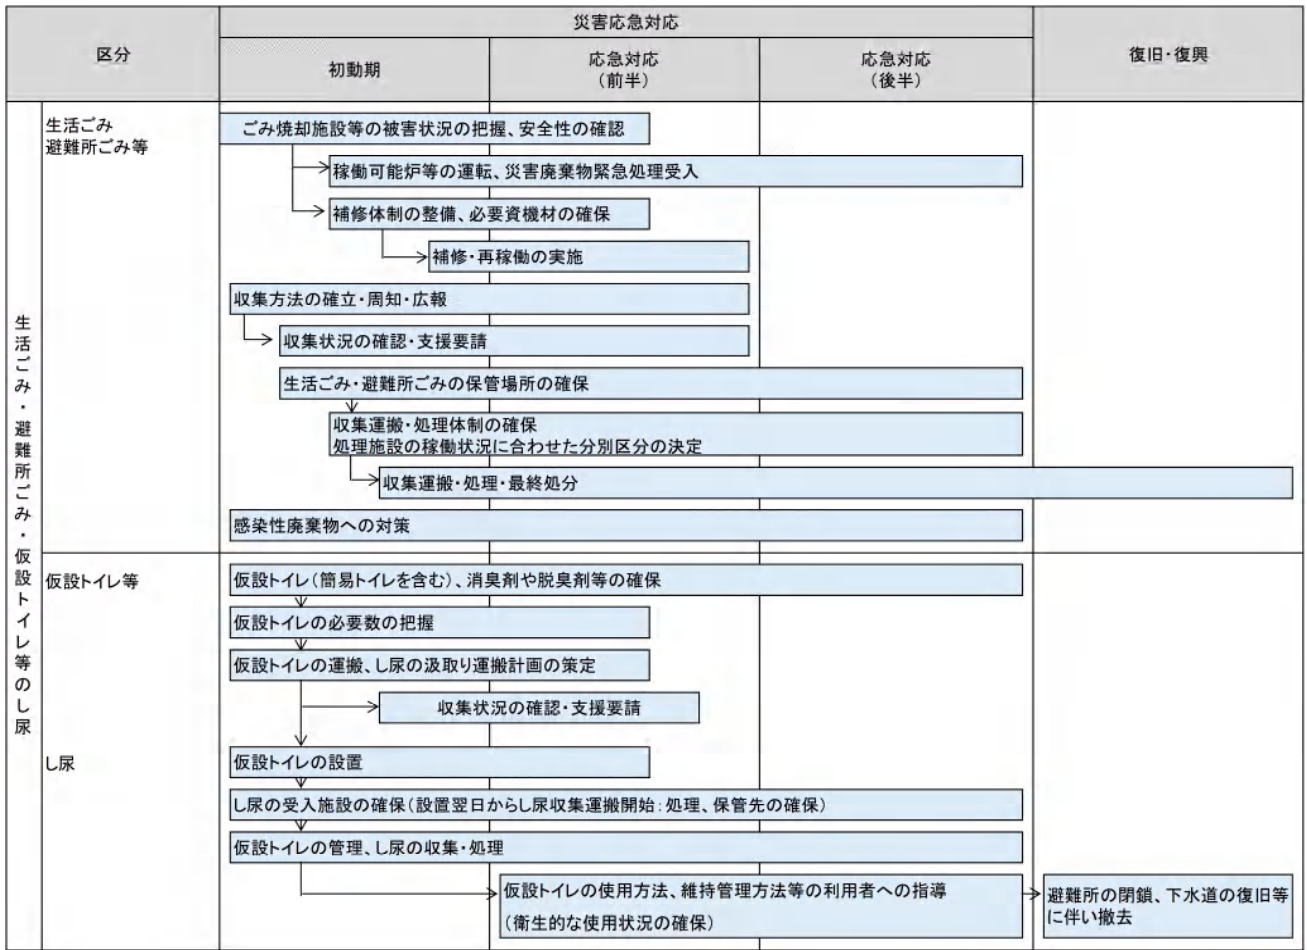 区分
災害応急対応
初動期
応急対応
(前半)
応急対応
(後半)
復旧・復興
生活ごみ・避難所ごみ・仮設トイレ等のし尿
生活ごみ
避難所ごみ等
ごみ焼却施設等の被害状況の把握、安全性の確認
稼働可能炉等の運転、災害廃棄物緊急処理受入
補修体制の整備、必要資機材の確保
補修・再稼働の実施
収集方法の確立・周知・広報
収集状況の確認・支援要請
生活ごみ・避難所ごみの保管場所の確保
収集運搬・処理体制の確保
処理施設の稼働状況に合わせた分別区分の決定
収集運搬・処理・最終処分
感染性廃棄物への対策
仮設トイレ等
仮設トイレ(簡易トイレを含む)、消臭剤や脱臭剤等の確保
仮設トイレの必要数の把握
仮設トイレの運搬、し尿の汲取り運搬計画の策定
収集状況の確認・支援要請
し尿
仮設トイレの設置
し尿の受入施設の確保(設置翌日からし尿収集運搬開始:処理、保管先の確保)
仮設トイレの管理、し尿の収集・処理
仮設トイレの使用方法、維持管理方法等の利用者への指導
(衛生的な使用状況の確保)
避難所の閉鎖、下水道の復旧等
に伴い撤去